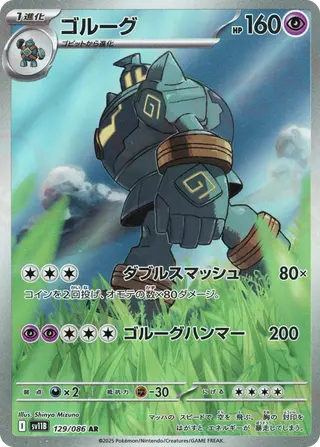 1進化
ゴルーグ
HP160
ゴビットから進化
ダブルスマッシュ 80×
コインを2回投げ、オモテの数×80ダメージ。
ゴルーグハンマー 200
弱点 ×2 抵抗力 -30 にげる
Illus. Shinya Mizuno
D sv11B 129/086 AR
©2025 Pokémon/Nintendo/Creatures/GAME FREAK.